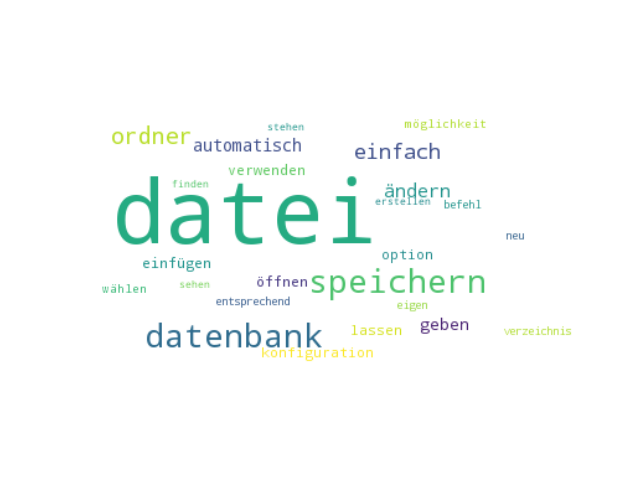 möglichkeit
stehen
ordner
automatisch
einfach
verwenden
finden
ändern
datei
erstellen
befehl
neu
option
einfügen
öffnen
speichern
wählen
sehen
entsprechend
eigen
geben
lassen
verzeichnis
datenbank
konfiguration